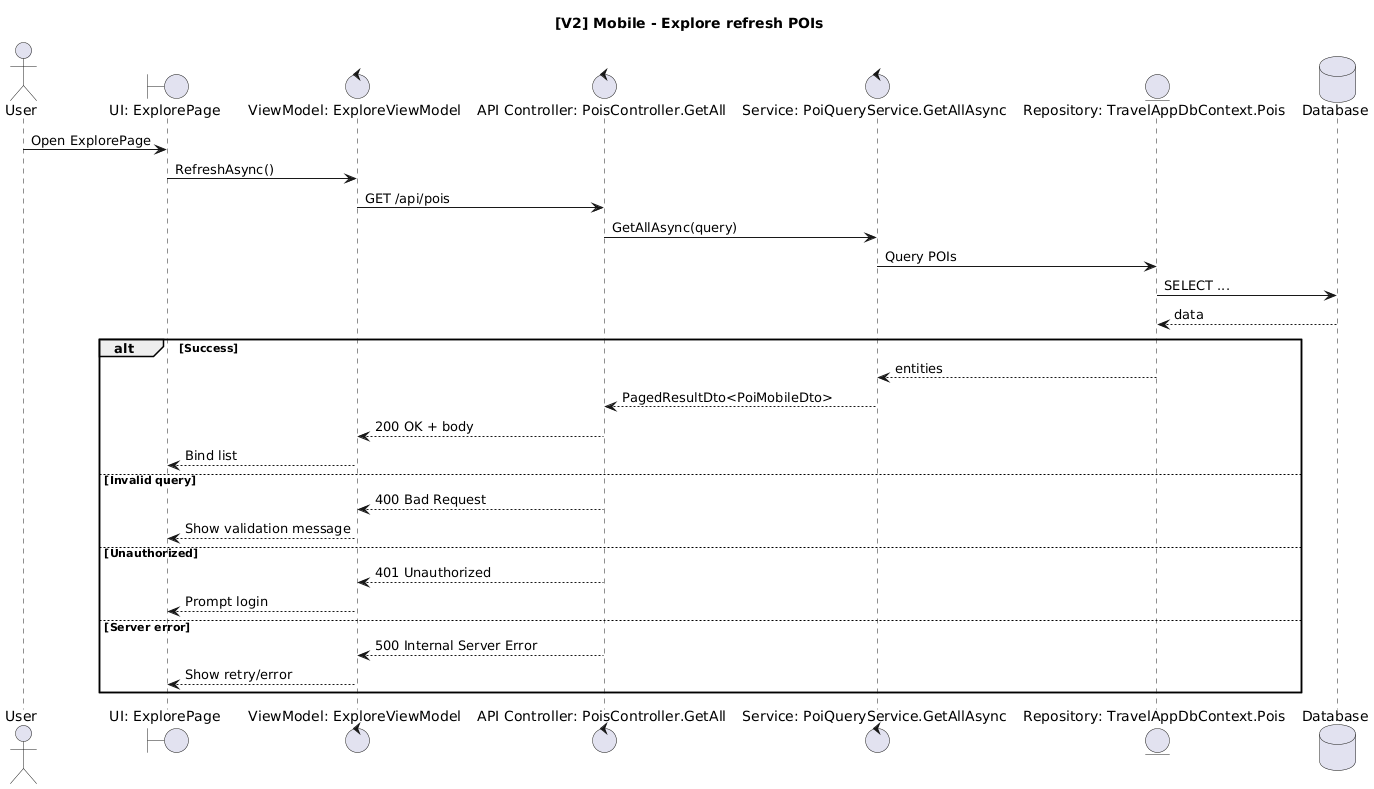 [V2] Mobile - Explore refresh POIs
User
UI: ExplorePage
ViewModel: ExploreViewModel
API Controller: PoisController.GetAll
Service: PoiQueryService.GetAllAsync
Repository: TravelAppDbContext.Pois
Database
Open ExplorePage
RefreshAsync()
GET /api/pois
GetAllAsync(query)
Query POIs
SELECT ...
data
alt
[Success]
entities
PagedResultDto<PoiMobileDto>
200 OK + body
Bind list
[Invalid query]
400 Bad Request
Show validation message
[Unauthorized]
401 Unauthorized
Prompt login
[Server error]
500 Internal Server Error
Show retry/error
User
UI: ExplorePage
ViewModel: ExploreViewModel
API Controller: PoisController.GetAll
Service: PoiQueryService.GetAllAsync
Repository: TravelAppDbContext.Pois
Database